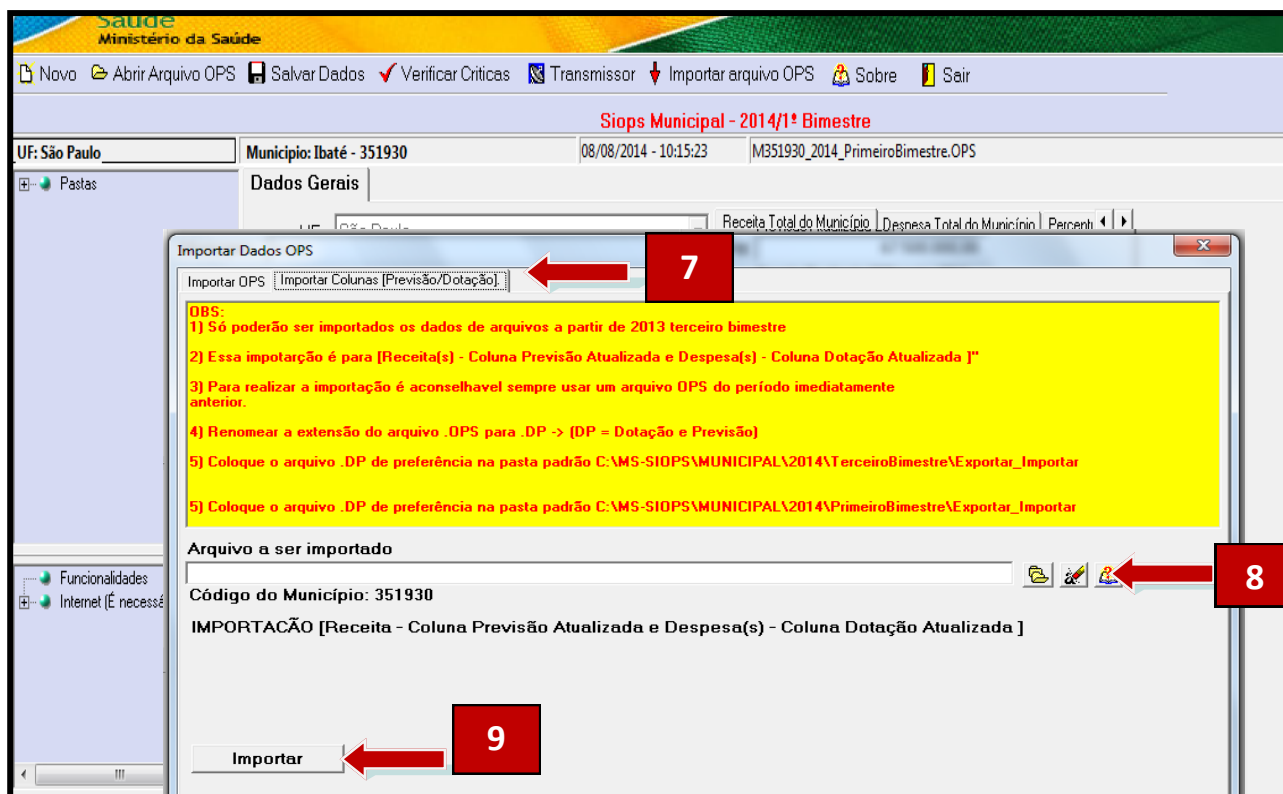 Saúde
Ministério da Saúde
Novo Abrir Arquivo OPS Salvar Dados Verificar Criticas Transmissor Importar arquivo OPS Sobre Sair
Siops Municipal - 2014/1º Bimestre
UF: São Paulo Municipio: Ibaté - 351930 08/08/2014 - 10:15:23 M351930_2014_PrimeiroBimestre.OPS
Pastas
Dados Gerais
UF São Paulo Receita Total do Município Despesa Total do Município Percent
Importar Dados OPS
7
Importar OPS Importar Colunas [Previsão/Dotação].
OBS:
1) Só poderão ser importados os dados de arquivos a partir de 2013 terceiro bimestre
2) Essa impotarção é para [Receita(s) - Coluna Previsão Atualizada e Despesa(s) - Coluna Dotação Atualizada ]"
3) Para realizar a importação é aconselhavel sempre usar um arquivo OPS do período imediatamente
anterior.
4) Renomear a extensão do arquivo .OPS para .DP -> (DP = Dotação e Previsão)
5) Coloque o arquivo .DP de preferência na pasta padrão C:\MS-SIOPS\MUNICIPAL\2014\TerceiroBimestre\Exportar_Importar
5) Coloque o arquivo .DP de preferência na pasta padrão C:\MS-SIOPS\MUNICIPAL\2014\PrimeiroBimestre\Exportar_Importar
Arquivo a ser importado
8
Funcionalidades
Internet (É necessá
Código do Município: 351930
IMPORTACÃO [Receita - Coluna Previsão Atualizada e Despesa(s) - Coluna Dotação Atualizada ]
9
Importar